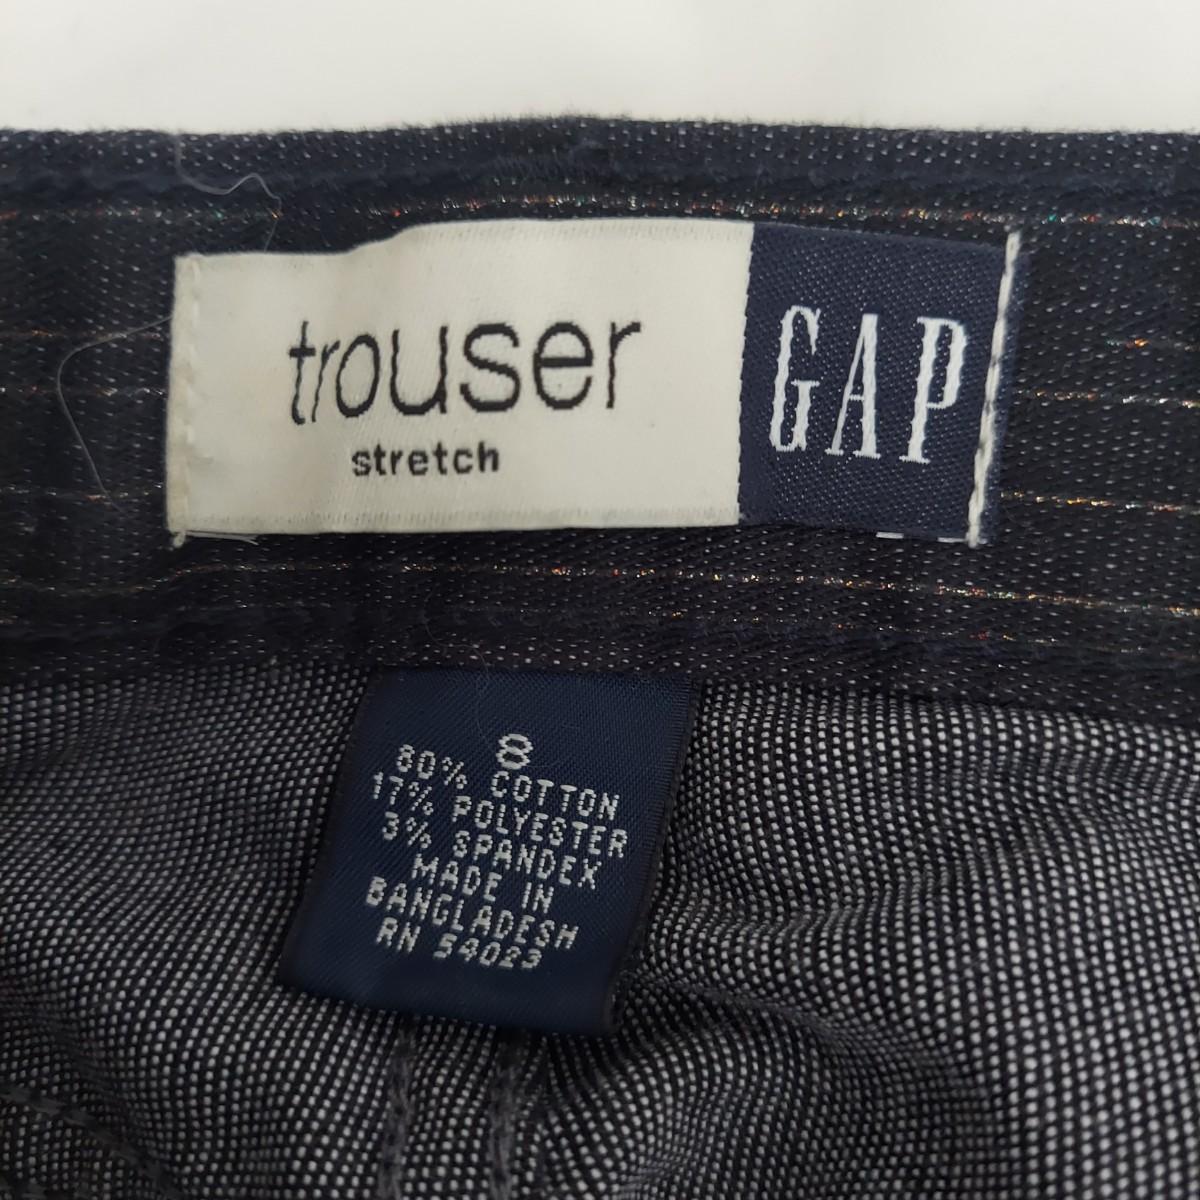 trouser
stretch
GAP
8
80% COTTON
17% POLYESTER
3% SPANDEX
MADE IN
BANGLADESH
RN 54023